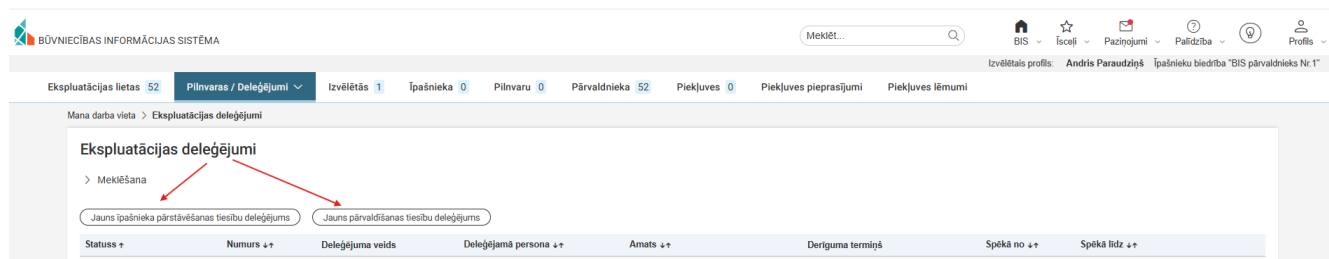 BŪVNIECĪBAS INFORMĀCIJAS SISTĒMA
Meklēt...
BIS Īsceļi Paziņojumi Palīdzība Profils
Izvēlētais profils: Andris Paraudziņš Īpašnieku biedrība "BIS pārvaldnieks Nr.1"
Ekspluatācijas lietas 52 Pilnvaras / Deleģējumi Izvēlētās 1 Īpašnieka 0 Pilnvaru 0 Pārvaldnieka 52 Piekļuves 0 Piekļuves pieprasījumi Piekļuves lēmumi
Mana darba vieta > Ekspluatācijas deleģējumi
Ekspluatācijas deleģējumi
> Meklēšana
Jauns īpašnieka pārstāvēšanas tiesību deleģējums Jauns pārvaldīšanas tiesību deleģējums
Statuss ↑ Numurs ↓↑ Deleģējuma veids Deleģējamā persona ↓↑ Amats ↓↑ Derīguma termiņš Spēkā no ↓↑ Spēkā līdz ↓↑